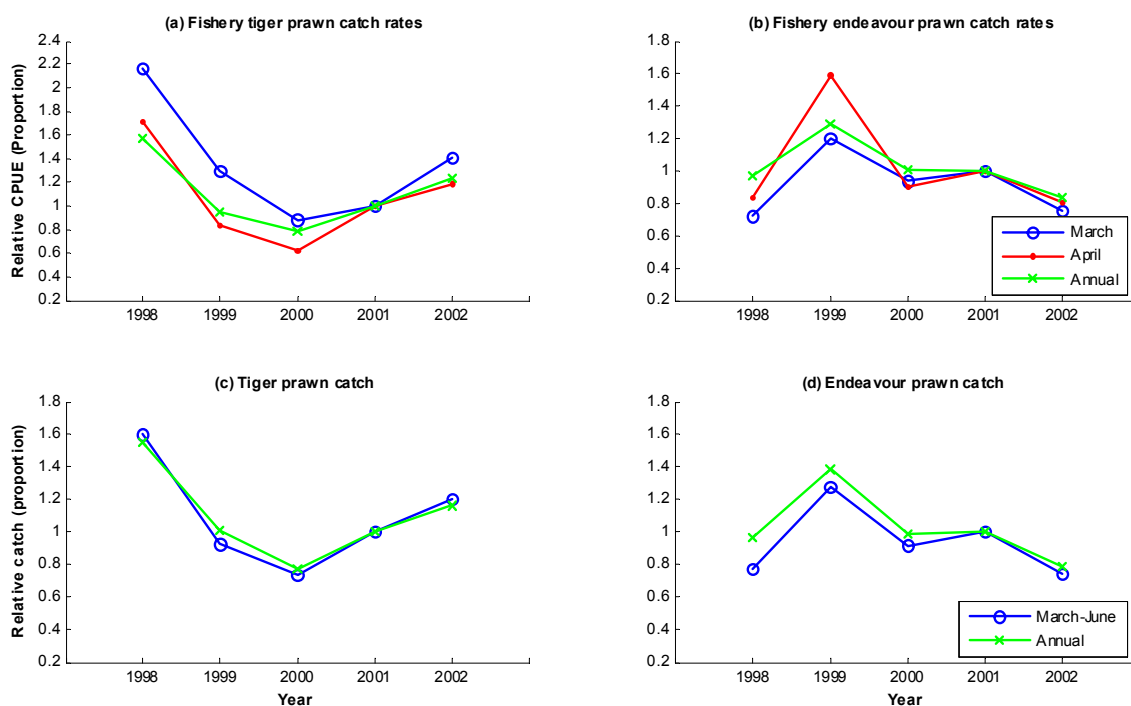 (a) Fishery tiger prawn catch rates
Relative CPUE (Proportion)
2.4
2.2
2
1.8
1.6
1.4
1.2
1
0.8
0.6
0.4
0.2
1998 1999 2000 2001 2002
(b) Fishery endeavour prawn catch rates
1.8
1.6
1.4
1.2
1
0.8
0.6
0.4
0.2
1998 1999 2000 2001 2002
March
April
Annual
(c) Tiger prawn catch
Relative catch (proportion)
1.8
1.6
1.4
1.2
1
0.8
0.6
0.4
0.2
1998 1999 2000 2001 2002
Year
(d) Endeavour prawn catch
1.8
1.6
1.4
1.2
1
0.8
0.6
0.4
0.2
1998 1999 2000 2001 2002
Year
March-June
Annual